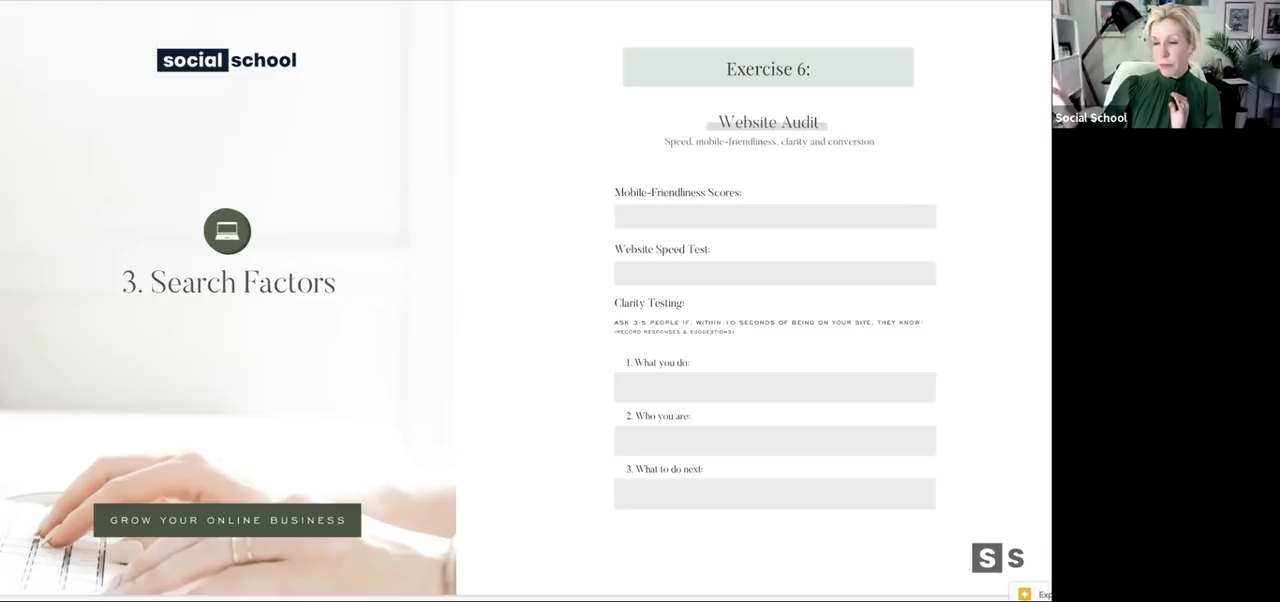 social school
3. Search Factors
GROW YOUR ONLINE BUSINESS
Exercise 6:
Website Audit
Speed, mobile-friendliness, clarity and conversion
Mobile-Friendliness Scores:
Website Speed Test:
Clarity Testing:
ASK 3-5 PEOPLE IF, WITHIN 10 SECONDS OF BEING ON YOUR SITE, THEY KNOW-
(RECORD RESPONSES & SUGGESTIONS)
1. What you do:
2. Who you are:
3. What to do next:
S S
Exp
Social School